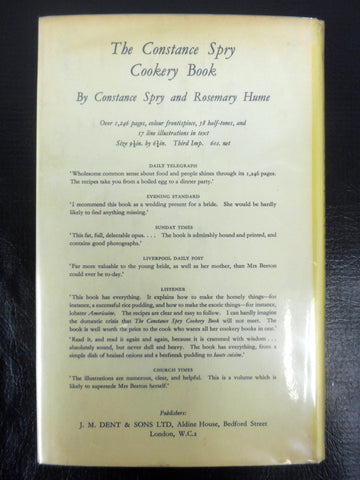 The Constance Spry
Cookery Book
By Constance Spry and Rosemary Hume
Over 1,246 pages, colour frontispiece, 38 half-tones, and
17 line illustrations in text
Size 9¼in. by 6¼in. Third Imp. 60s. net
DAILY TELEGRAPH
'Wholesome common sense about food and people shines through its 1,246 pages.
The recipes take you from a boiled egg to a dinner party.'
EVENING STANDARD
'I recommend this book as a wedding present for a bride. She would be hardly
likely to find anything missing.'
SUNDAY TIMES
'This fat, full, delectable opus. . . . The book is admirably bound and printed, and
contains good photographs.'
LIVERPOOL DAILY POST
'Far more valuable to the young bride, as well as her mother, than Mrs Beeton
could ever be to-day.'
LISTENER
'This book has everything. It explains how to make the homely things—for
instance, a successful rice pudding, and how to make the exotic things—for instance,
lobster Américaine. The recipes are clear and easy to follow. I can hardly imagine
the domestic crisis that The Constance Spry Cookery Book will not meet. The
book is well worth the price to the cook who wants all her cookery books in one.'
'Read it, and read it again and again, because it is crammed with wisdom . . .
absolutely sound, but never dull and heavy. The book has everything, from a
simple dish of braised onions and a beefsteak pudding to haute cuisine.'
CHURCH TIMES
'The illustrations are numerous, clear, and helpful. This is a volume which is
likely to supersede Mrs Beeton herself.'
Publishers:
J. M. DENT & SONS LTD, Aldine House, Bedford Street
London, W.C.2